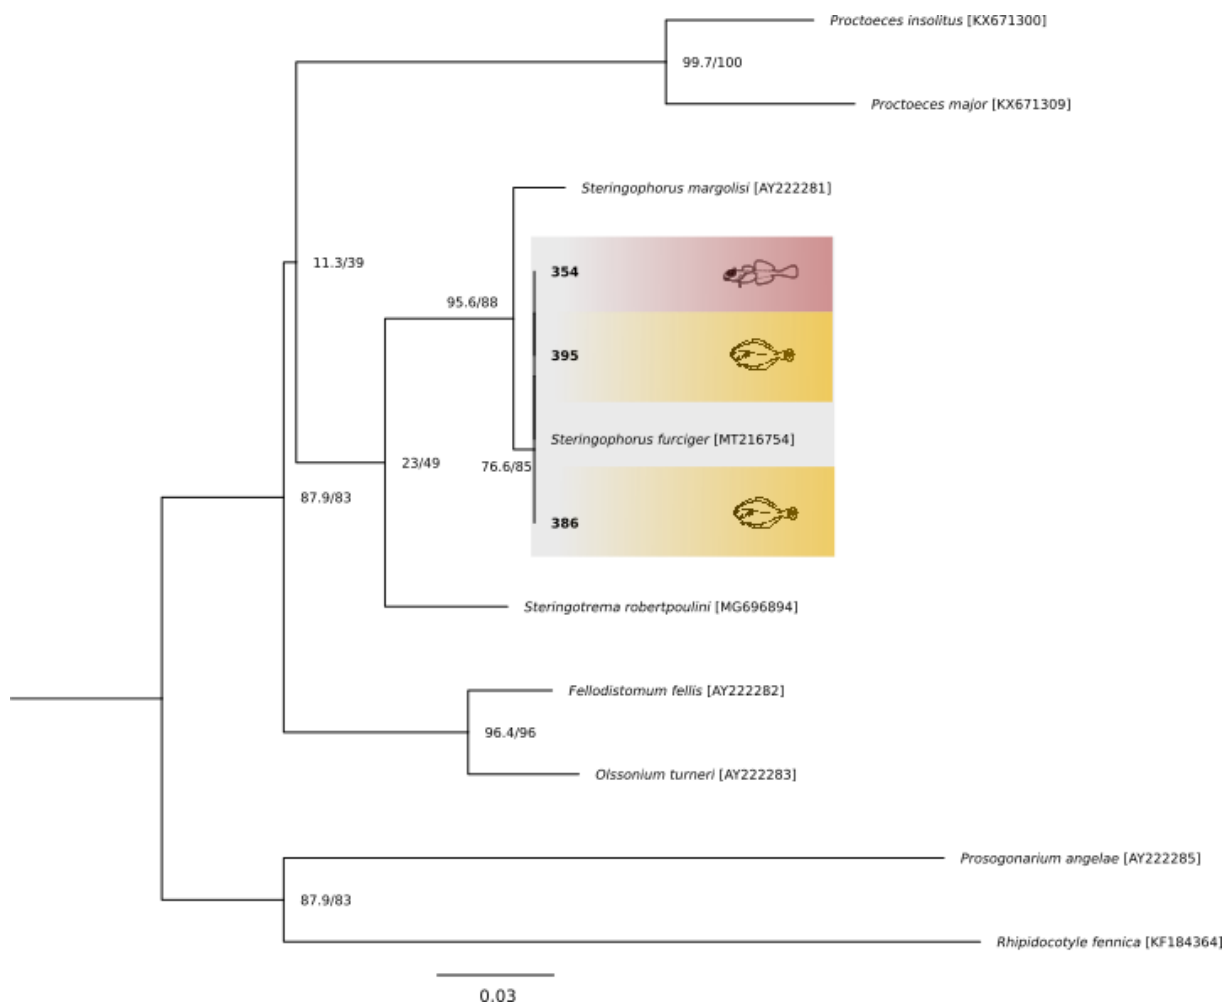 Proctoeces insolitus [KX671300]
99.7/100
Proctoeces major [KX671309]
Steringophorus margolisi [AY222281]
11.3/39
354
95.6/88
395
Steringophorus furciger [MT216754]
23/49
76.6/85
87.9/83
386
Steringotrema robertpoulini [MG696894]
Fellodistomum fellis [AY222282]
96.4/96
Olssonium turneri [AY222283]
Prosogonarium angelae [AY222285]
87.9/83
Rhipidocotyle fennica [KF184364]
0.03